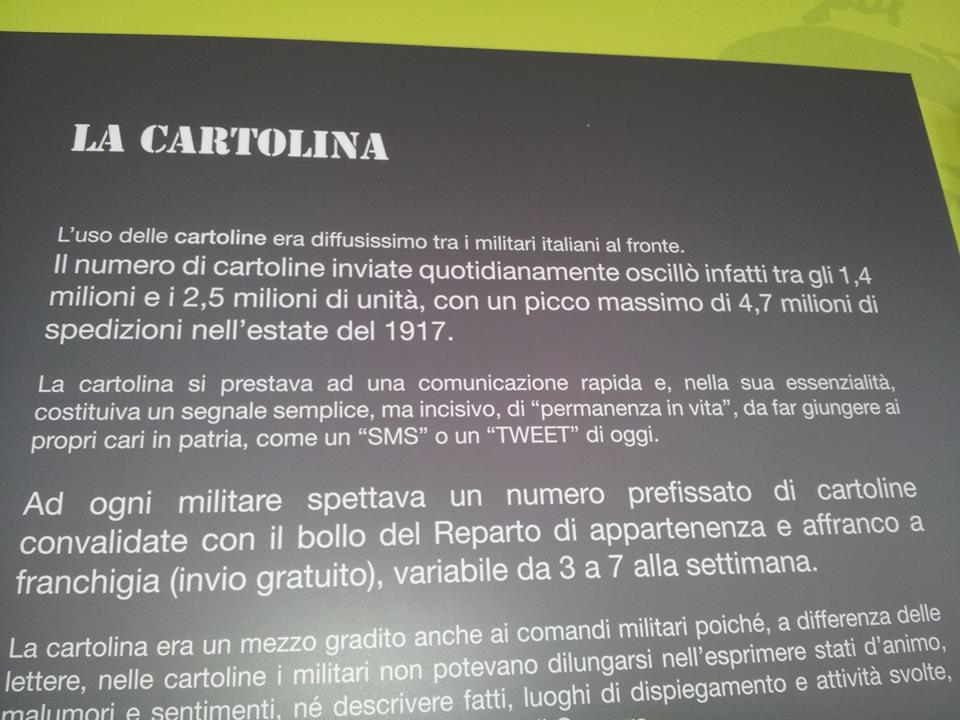 LA CARTOLINA
L'uso delle cartoline era diffusissimo tra i militari italiani al fronte.
Il numero di cartoline inviate quotidianamente oscillò infatti tra gli 1,4
milioni e i 2,5 milioni di unità, con un picco massimo di 4,7 milioni di
spedizioni nell'estate del 1917.
La cartolina si prestava ad una comunicazione rapida e, nella sua essenzialità,
costituiva un segnale semplice, ma incisivo, di “permanenza in vita”, da far giungere ai
propri cari in patria, come un “SMS” o un “TWEET” di oggi.
Ad ogni militare spettava un numero prefissato di cartoline
convalidate con il bollo del Reparto di appartenenza e affranco a
franchigia (invio gratuito), variabile da 3 a 7 alla settimana.
La cartolina era un mezzo gradito anche ai comandi militari poiché, a differenza delle
lettere, nelle cartoline i militari non potevano dilungarsi nell'esprimere stati d'animo,
malumori e sentimenti, né descrivere fatti, luoghi di dispiegamento e attività svolte,